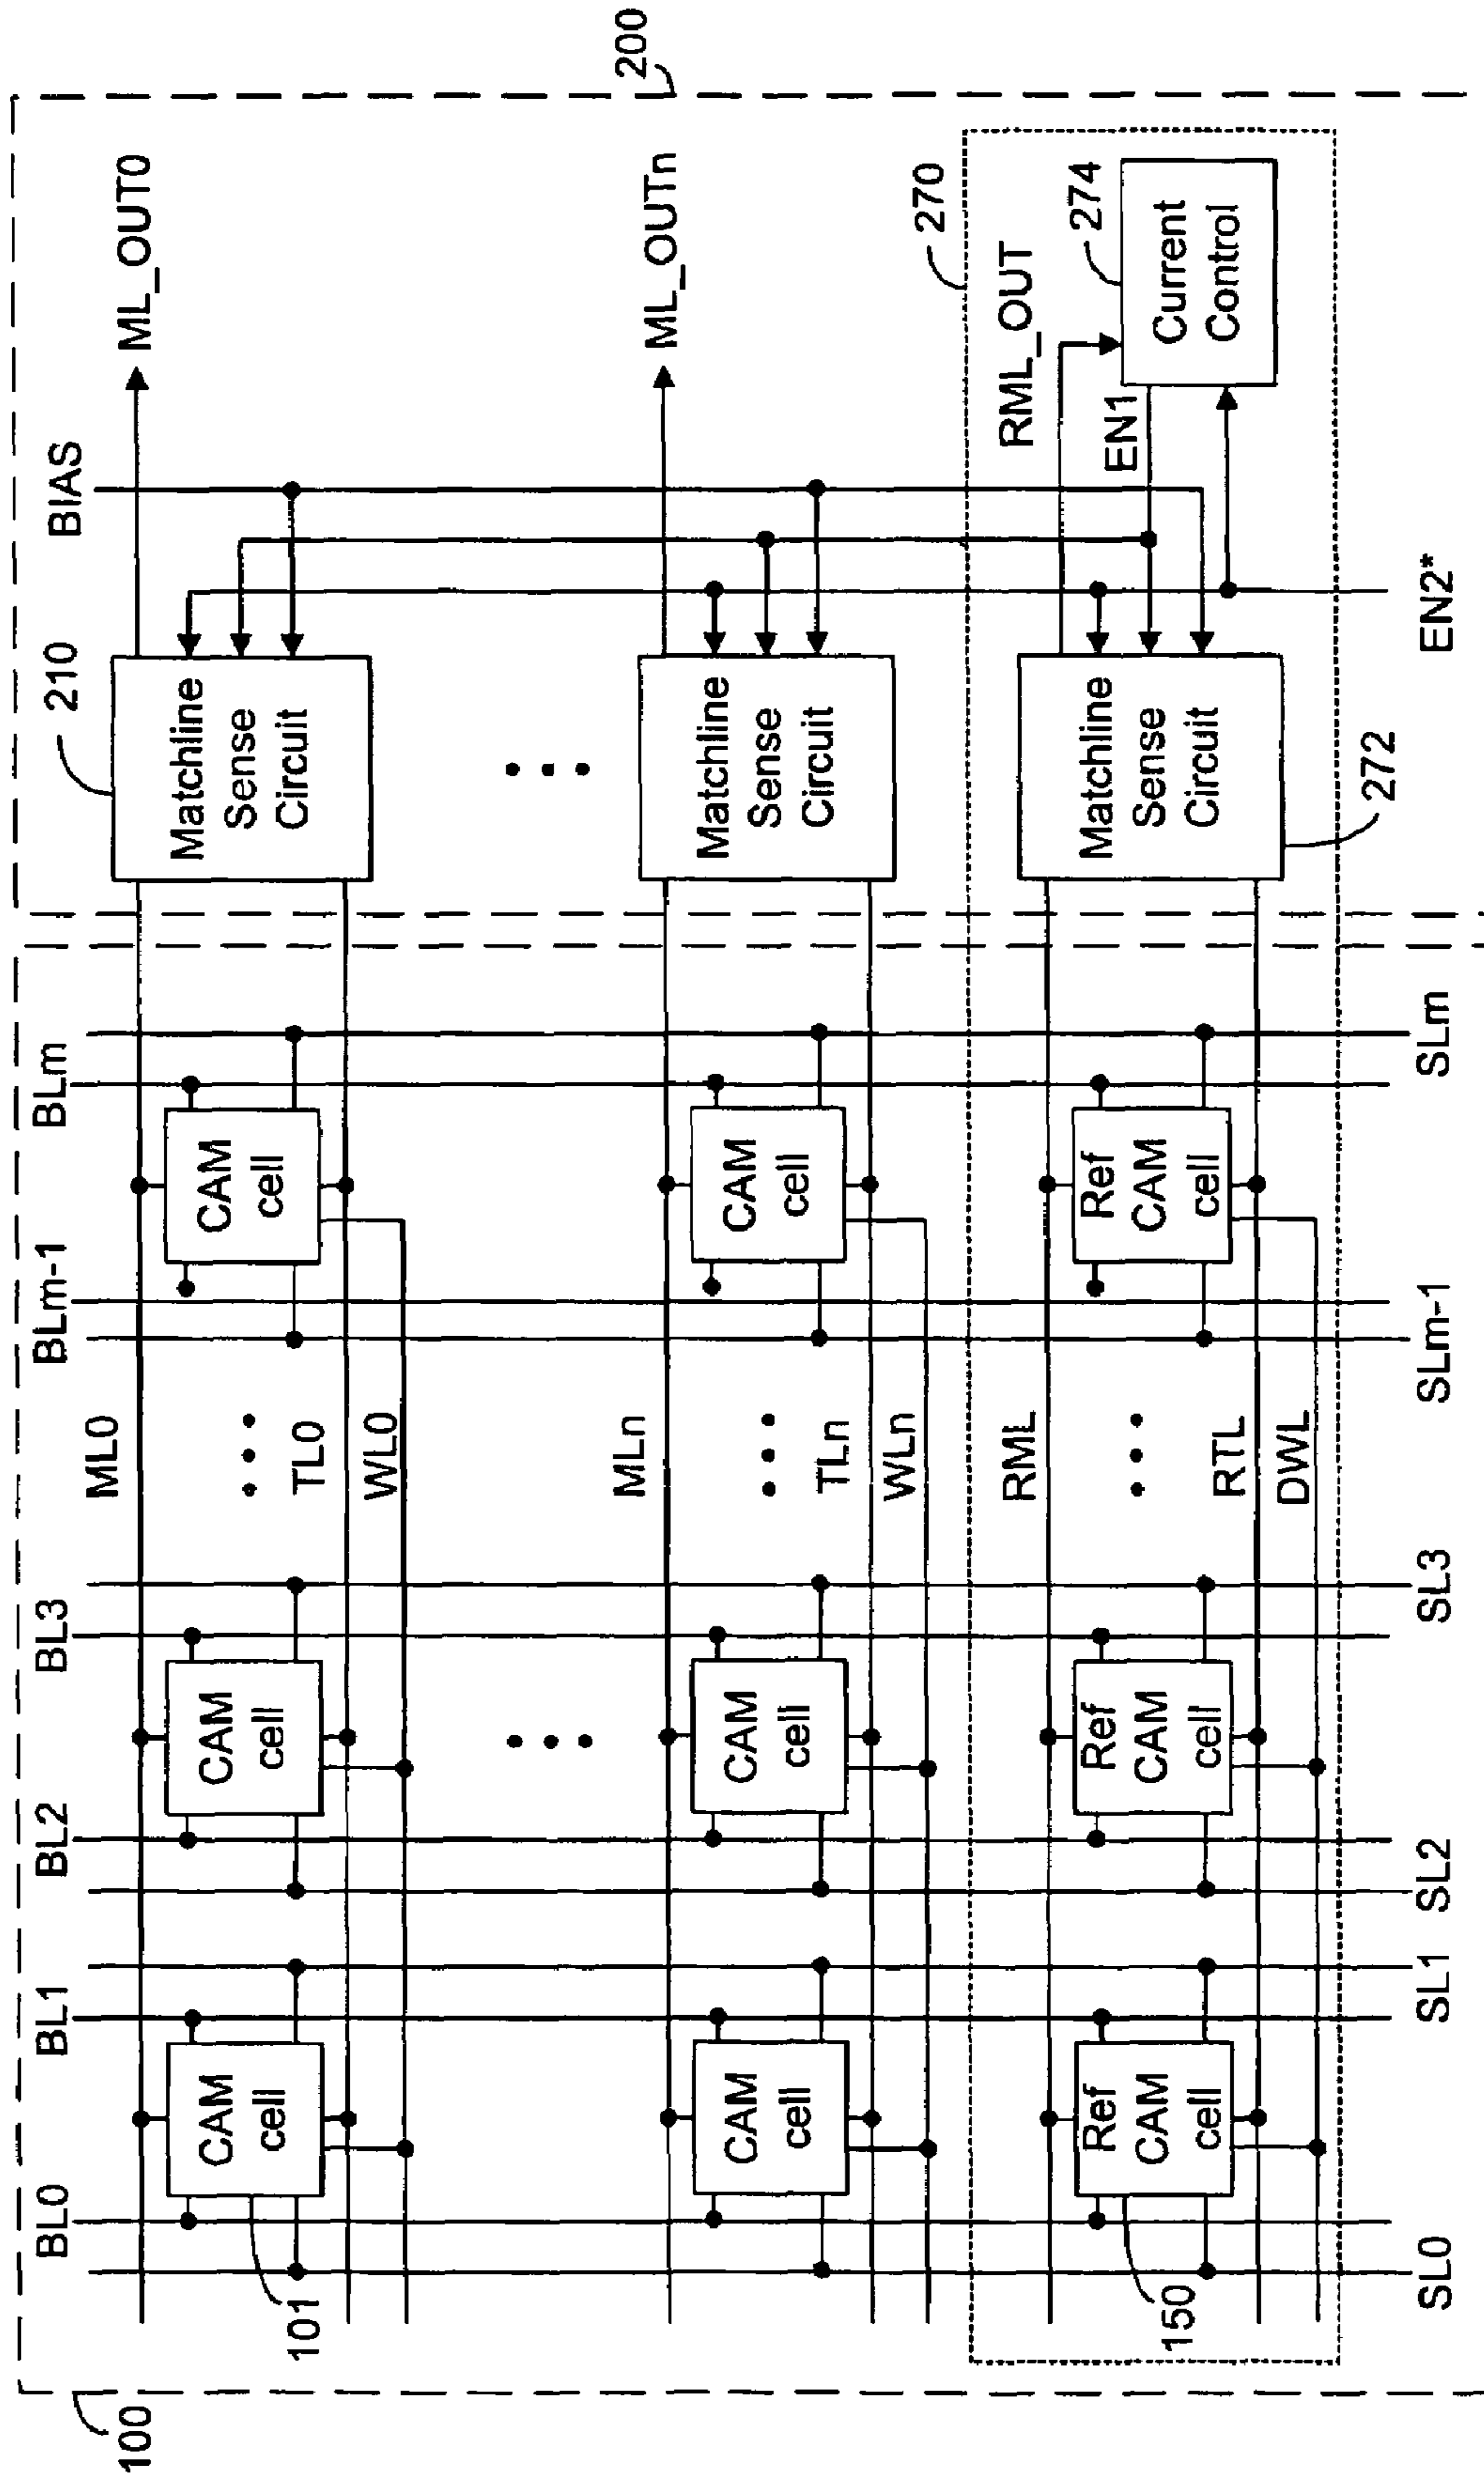 100
BL0
BL1
BL2
BL3
BLm-1
BLm
210
BIAS
200
ML0
ML_OUT0
CAM
cell
CAM
cell
CAM
cell
Matchline
Sense
Circuit
TL0
WL0
101
MLn
ML_OUTn
CAM
cell
CAM
cell
CAM
cell
Matchline
Sense
Circuit
TLn
WLn
270
RML
RML_OUT
274
Ref
CAM
cell
Ref
CAM
cell
Ref
CAM
cell
Matchline
Sense
Circuit
EN1
Current
Control
RTL
DWL
150
272
SL0
SL1
SL2
SL3
SLm-1
SLm
EN2*